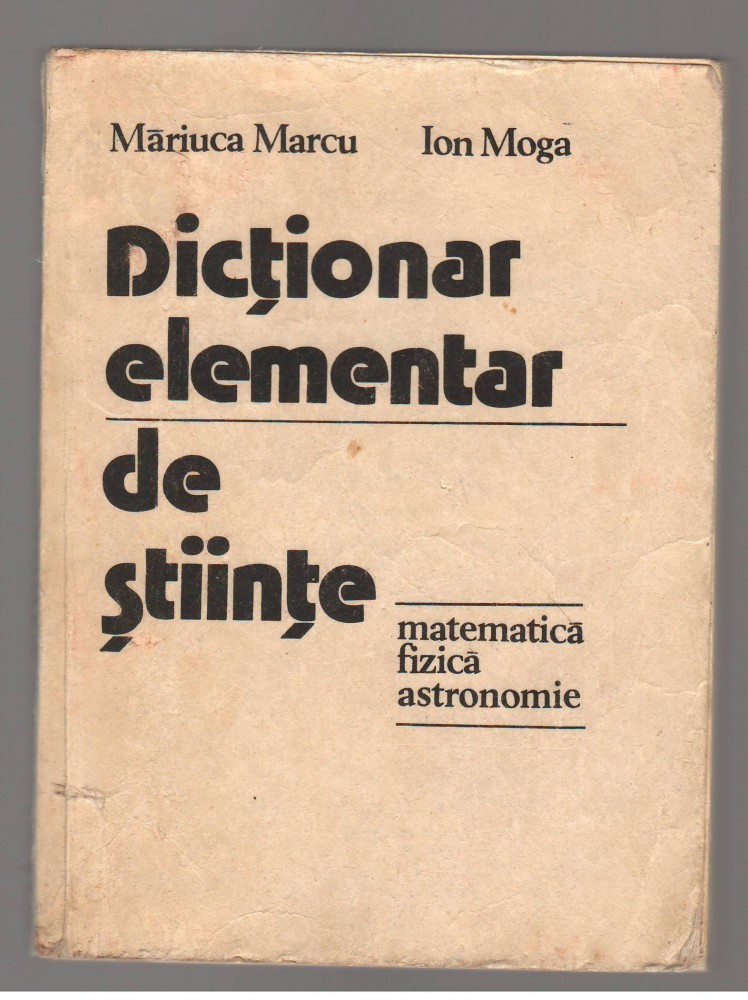 Măriuca Marcu Ion Moga
Dicționar
elementar
de
științe
matematică
fizică
astronomie